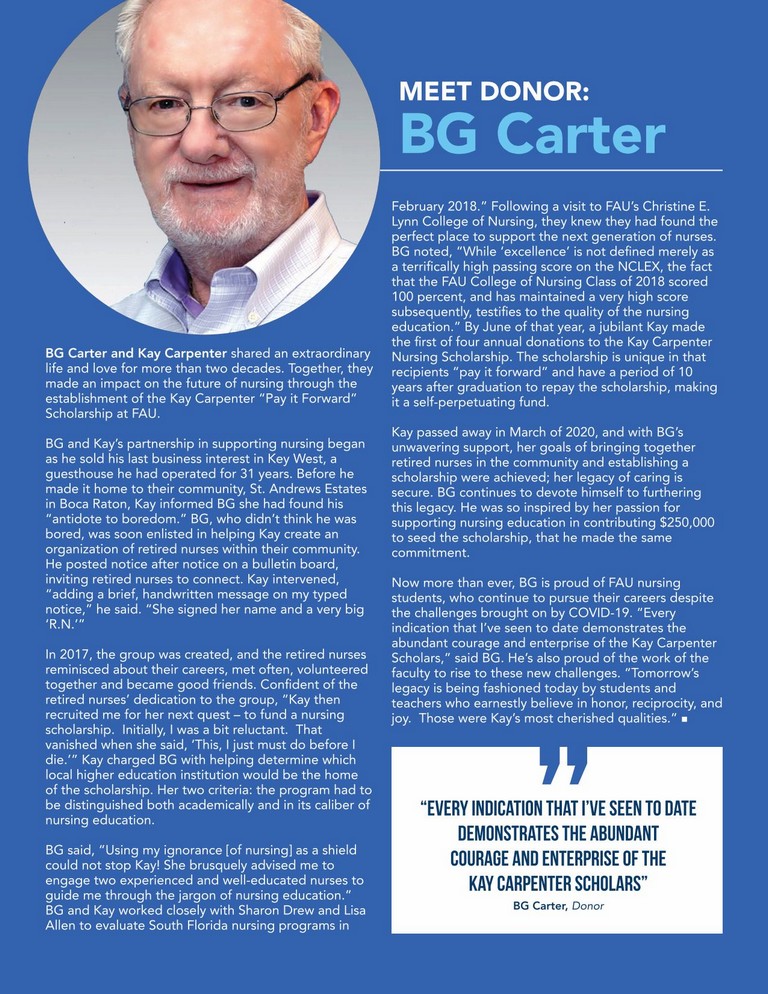 MEET DONOR:
BG Carter
BG Carter and Kay Carpenter shared an extraordinary
life and love for more than two decades. Together, they
made an impact on the future of nursing through the
establishment of the Kay Carpenter “Pay it Forward”
Scholarship at FAU.
BG and Kay’s partnership in supporting nursing began
as he sold his last business interest in Key West, a
guesthouse he had operated for 31 years. Before he
made it home to their community, St. Andrews Estates
in Boca Raton, Kay informed BG she had found his
“antidote to boredom.” BG, who didn’t think he was
bored, was soon enlisted in helping Kay create an
organization of retired nurses within their community.
He posted notice after notice on a bulletin board,
inviting retired nurses to connect. Kay intervened,
“adding a brief, handwritten message on my typed
notice,” he said. “She signed her name and a very big
‘R.N.’“
In 2017, the group was created, and the retired nurses
reminisced about their careers, met often, volunteered
together and became good friends. Confident of the
retired nurses’ dedication to the group, “Kay then
recruited me for her next quest – to fund a nursing
scholarship.  Initially, I was a bit reluctant.  That
vanished when she said, ‘This, I just must do before I
die.’” Kay charged BG with helping determine which
local higher education institution would be the home
of the scholarship. Her two criteria: the program had to
be distinguished both academically and in its caliber of
nursing education.
BG said, “Using my ignorance [of nursing] as a shield
could not stop Kay! She brusquely advised me to
engage two experienced and well-educated nurses to
guide me through the jargon of nursing education.”
BG and Kay worked closely with Sharon Drew and Lisa
Allen to evaluate South Florida nursing programs in
February 2018.” Following a visit to FAU’s Christine E.
Lynn College of Nursing, they knew they had found the
perfect place to support the next generation of nurses.
BG noted, “While ‘excellence’ is not defined merely as
a terrifically high passing score on the NCLEX, the fact
that the FAU College of Nursing Class of 2018 scored
100 percent, and has maintained a very high score
subsequently, testifies to the quality of the nursing
education.” By June of that year, a jubilant Kay made
the first of four annual donations to the Kay Carpenter
Nursing Scholarship. The scholarship is unique in that
recipients “pay it forward” and have a period of 10
years after graduation to repay the scholarship, making
it a self-perpetuating fund.
Kay passed away in March of 2020, and with BG’s
unwavering support, her goals of bringing together
retired nurses in the community and establishing a
scholarship were achieved; her legacy of caring is
secure. BG continues to devote himself to furthering
this legacy. He was so inspired by her passion for
supporting nursing education in contributing $250,000
to seed the scholarship, that he made the same
commitment.
Now more than ever, BG is proud of FAU nursing
students, who continue to pursue their careers despite
the challenges brought on by COVID-19. “Every
indication that I’ve seen to date demonstrates the
abundant courage and enterprise of the Kay Carpenter
Scholars,” said BG. He’s also proud of the work of the
faculty to rise to these new challenges. “Tomorrow’s
legacy is being fashioned today by students and
teachers who earnestly believe in honor, reciprocity, and
joy.  Those were Kay’s most cherished qualities.” ■
”
“EVERY INDICATION THAT I’VE SEEN TO DATE
DEMONSTRATES THE ABUNDANT
COURAGE AND ENTERPRISE OF THE
KAY CARPENTER SCHOLARS”
BG Carter, Donor